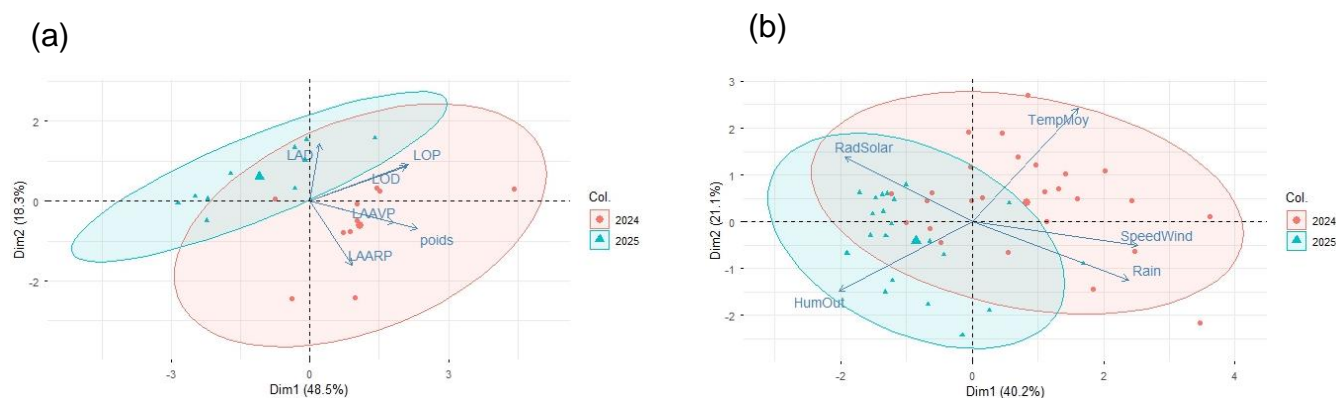 (a)
(b)
2
0
-2
Dim2 (18.3%)
-3
0
3
Dim1 (48.5%)
LAD
LOP
LOD
LAAVP
poids
LAARP
Col.
2024
2025
3
2
1
0
-1
-2
Dim2 (21.1%)
-2
0
2
4
Dim1 (40.2%)
TempMoy
RadSolar
SpeedWind
Rain
HumOut
Col.
2024
2025